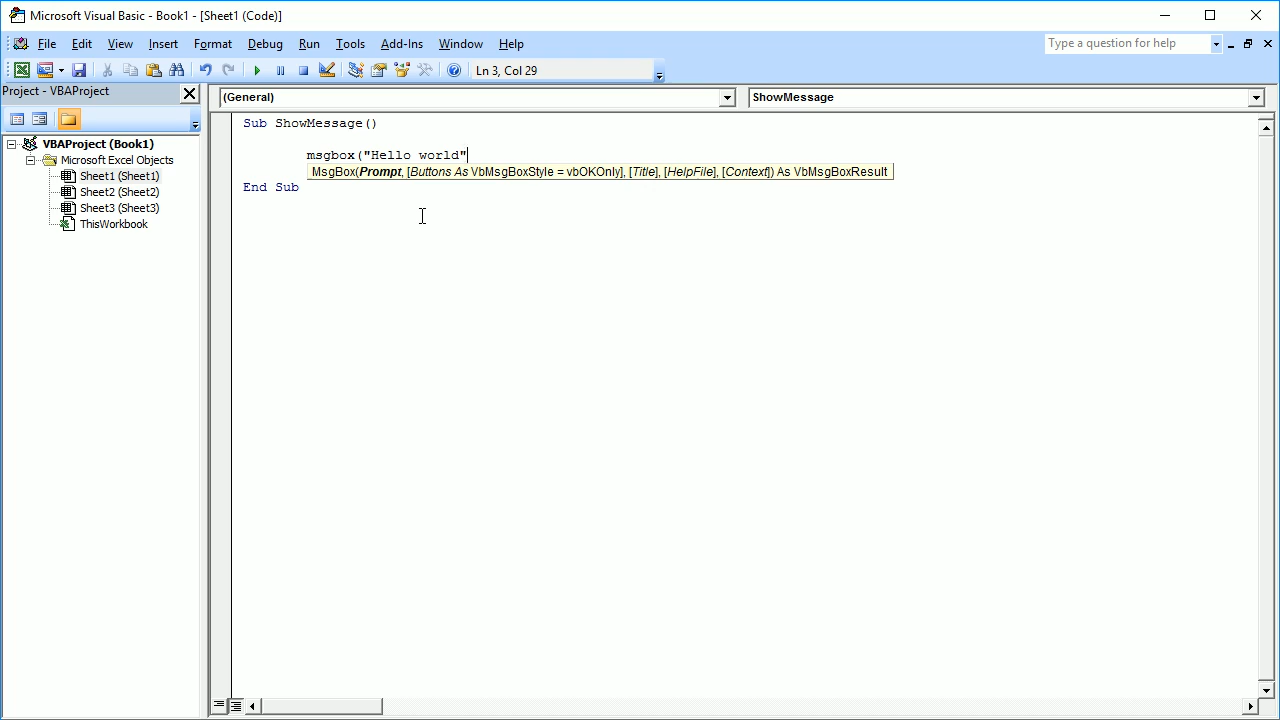 Microsoft Visual Basic - Book1 - [Sheet1 (Code)]
File Edit View Insert Format Debug Run Tools Add-Ins Window Help Type a question for help
Ln 3, Col 29
Project - VBAProject
(General) ShowMessage
VBAProject (Book1)
Microsoft Excel Objects
Sheet1 (Sheet1)
Sheet2 (Sheet2)
Sheet3 (Sheet3)
ThisWorkbook
Sub ShowMessage()
msgbox("Hello world"
MsgBox(Prompt, [Buttons As VbMsgBoxStyle = vbOKOnly], [Title], [HelpFile], [Context]) As VbMsgBoxResult
End Sub